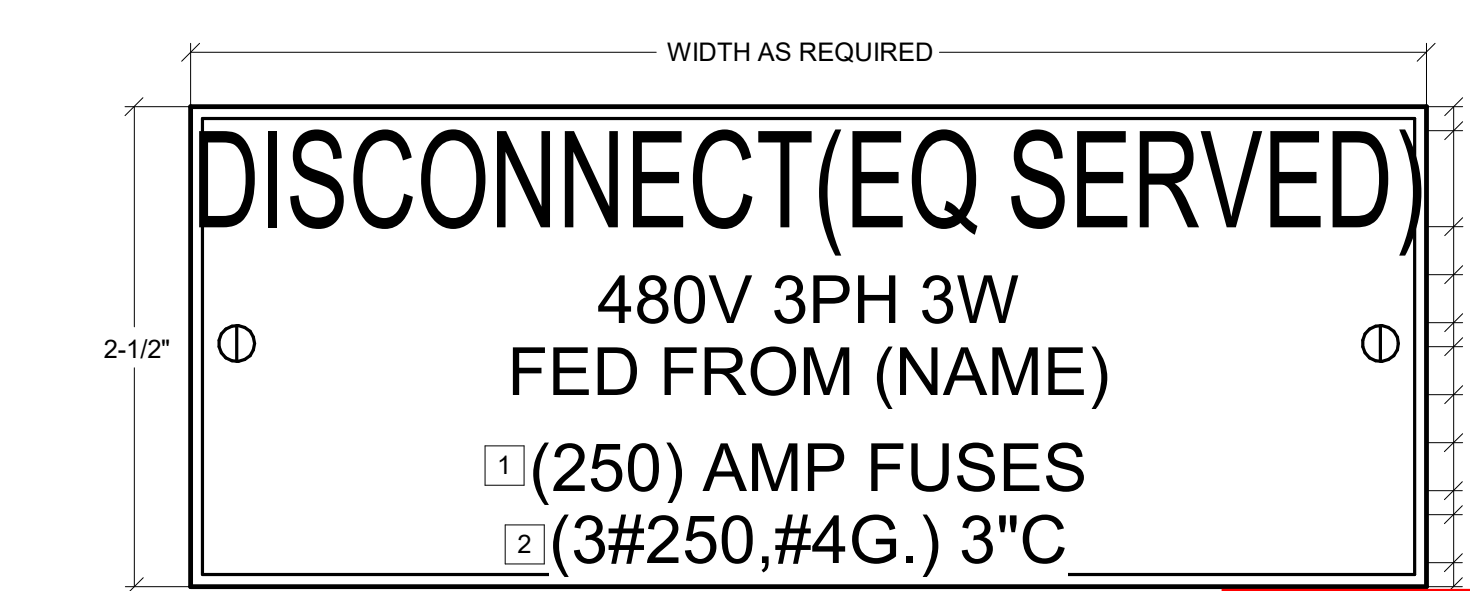 WIDTH AS REQUIRED
DISCONNECT(EQ SERVED)
480V 3PH 3W
2-1/2"
FED FROM (NAME)
1 (250) AMP FUSES
2 (3#250,#4G.) 3"C